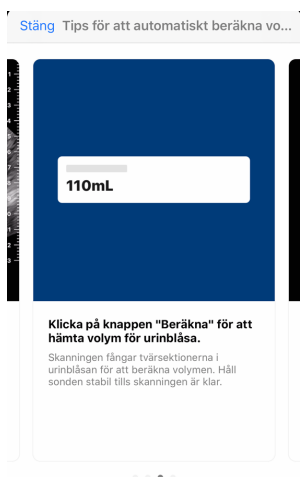 Stäng Tips för att automatiskt beräkna vo...
110mL
Klicka på knappen "Beräkna" för att
hämta volym för urinblåsa.
Skanningen fångar tvärsektionerna i
urinblåsan för att beräkna volymen. Håll
sonden stabil tills skanningen är klar.